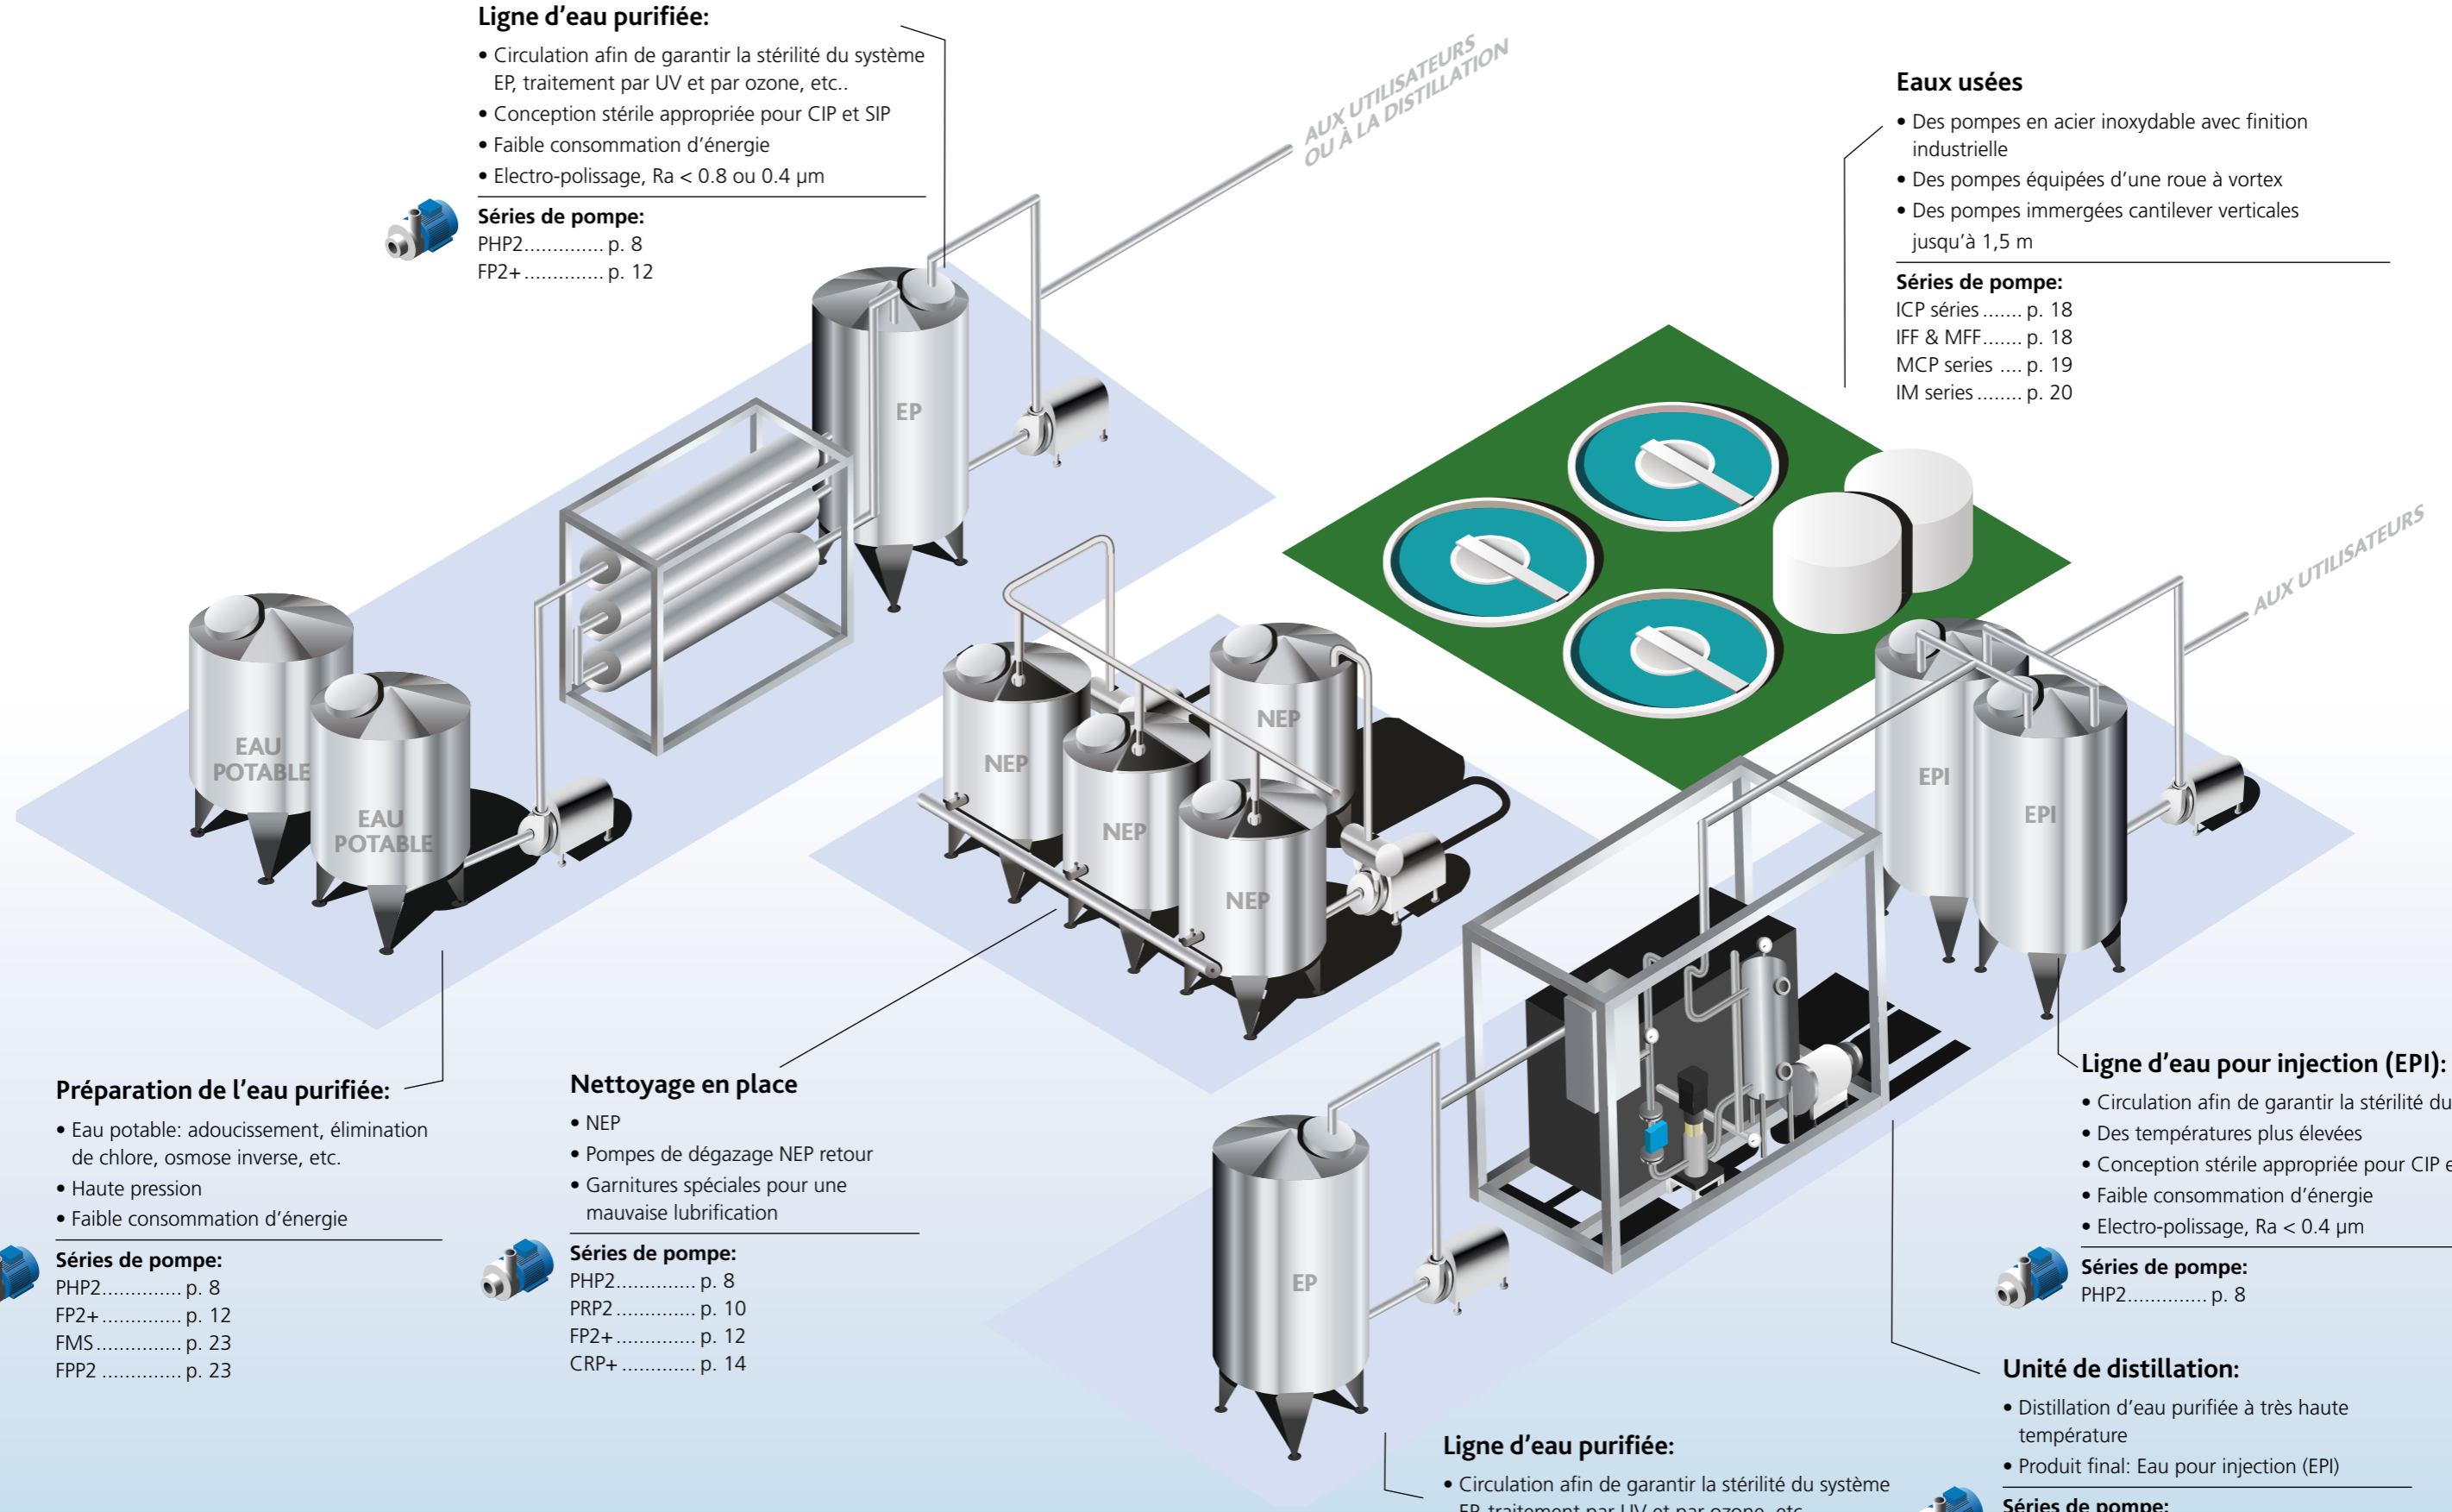 Ligne d'eau purifiée:
• Circulation afin de garantir la stérilité du système
EP, traitement par UV et par ozone, etc..
• Conception stérile appropriée pour CIP et SIP
• Faible consommation d'énergie
• Electro-polissage, Ra < 0.8 ou 0.4 µm
Séries de pompe:
PHP2.............. p. 8
FP2+.............. p. 12
AUX UTILISATEURS
OU À LA DISTILLATION
Eaux usées
• Des pompes en acier inoxydable avec finition
industrielle
• Des pompes équipées d'une roue à vortex
• Des pompes immergées cantilever verticales
jusqu'à 1,5 m
Séries de pompe:
ICP séries ....... p. 18
IFF & MFF....... p. 18
MCP series .... p. 19
IM series ........ p. 20
EP
AUX UTILISATEURS
EAU
POTABLE
EAU
POTABLE
NEP
NEP
NEP
NEP
EPI
EPI
EP
Préparation de l'eau purifiée:
• Eau potable: adoucissement, élimination
de chlore, osmose inverse, etc.
• Haute pression
• Faible consommation d'énergie
Séries de pompe:
PHP2.............. p. 8
FP2+.............. p. 12
FMS............... p. 23
FPP2 .............. p. 23
Nettoyage en place
• NEP
• Pompes de dégazage NEP retour
• Garnitures spéciales pour une
mauvaise lubrification
Séries de pompe:
PHP2.............. p. 8
PRP2.............. p. 10
FP2+.............. p. 12
CRP+ ............. p. 14
Ligne d'eau pour injection (EPI):
• Circulation afin de garantir la stérilité du
• Des températures plus élevées
• Conception stérile appropriée pour CIP
• Faible consommation d'énergie
• Electro-polissage, Ra < 0.4 µm
Séries de pompe:
PHP2.............. p. 8
Unité de distillation:
• Distillation d'eau purifiée à très haute
température
• Produit final: Eau pour injection (EPI)
Séries de pompe:
Ligne d'eau purifiée:
• Circulation afin de garantir la stérilité du système
EP, traitement par UV et par ozone, etc..